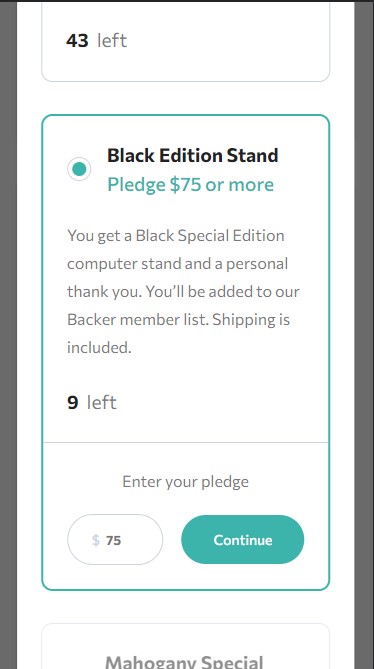 43 left
Black Edition Stand
Pledge $75 or more
You get a Black Special Edition
computer stand and a personal
thank you. You’ll be added to our
Backer member list. Shipping is
included.
9 left
Enter your pledge
$ 75
Continue
Mahogany Special